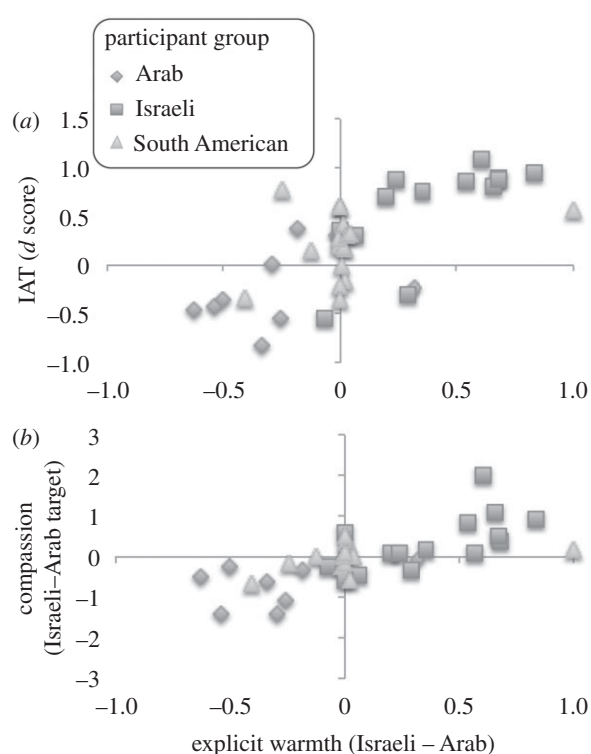 participant group
Arab
Israeli
South American
(a)
1.5
1.0
0.5
0
–0.5
–1.0
IAT (d score)
–1.0
–0.5
0
0.5
1.0
(b)
3
2
1
0
–1
–2
–3
compassion
(Israeli–Arab target)
–1.0
–0.5
0
0.5
1.0
explicit warmth (Israeli – Arab)